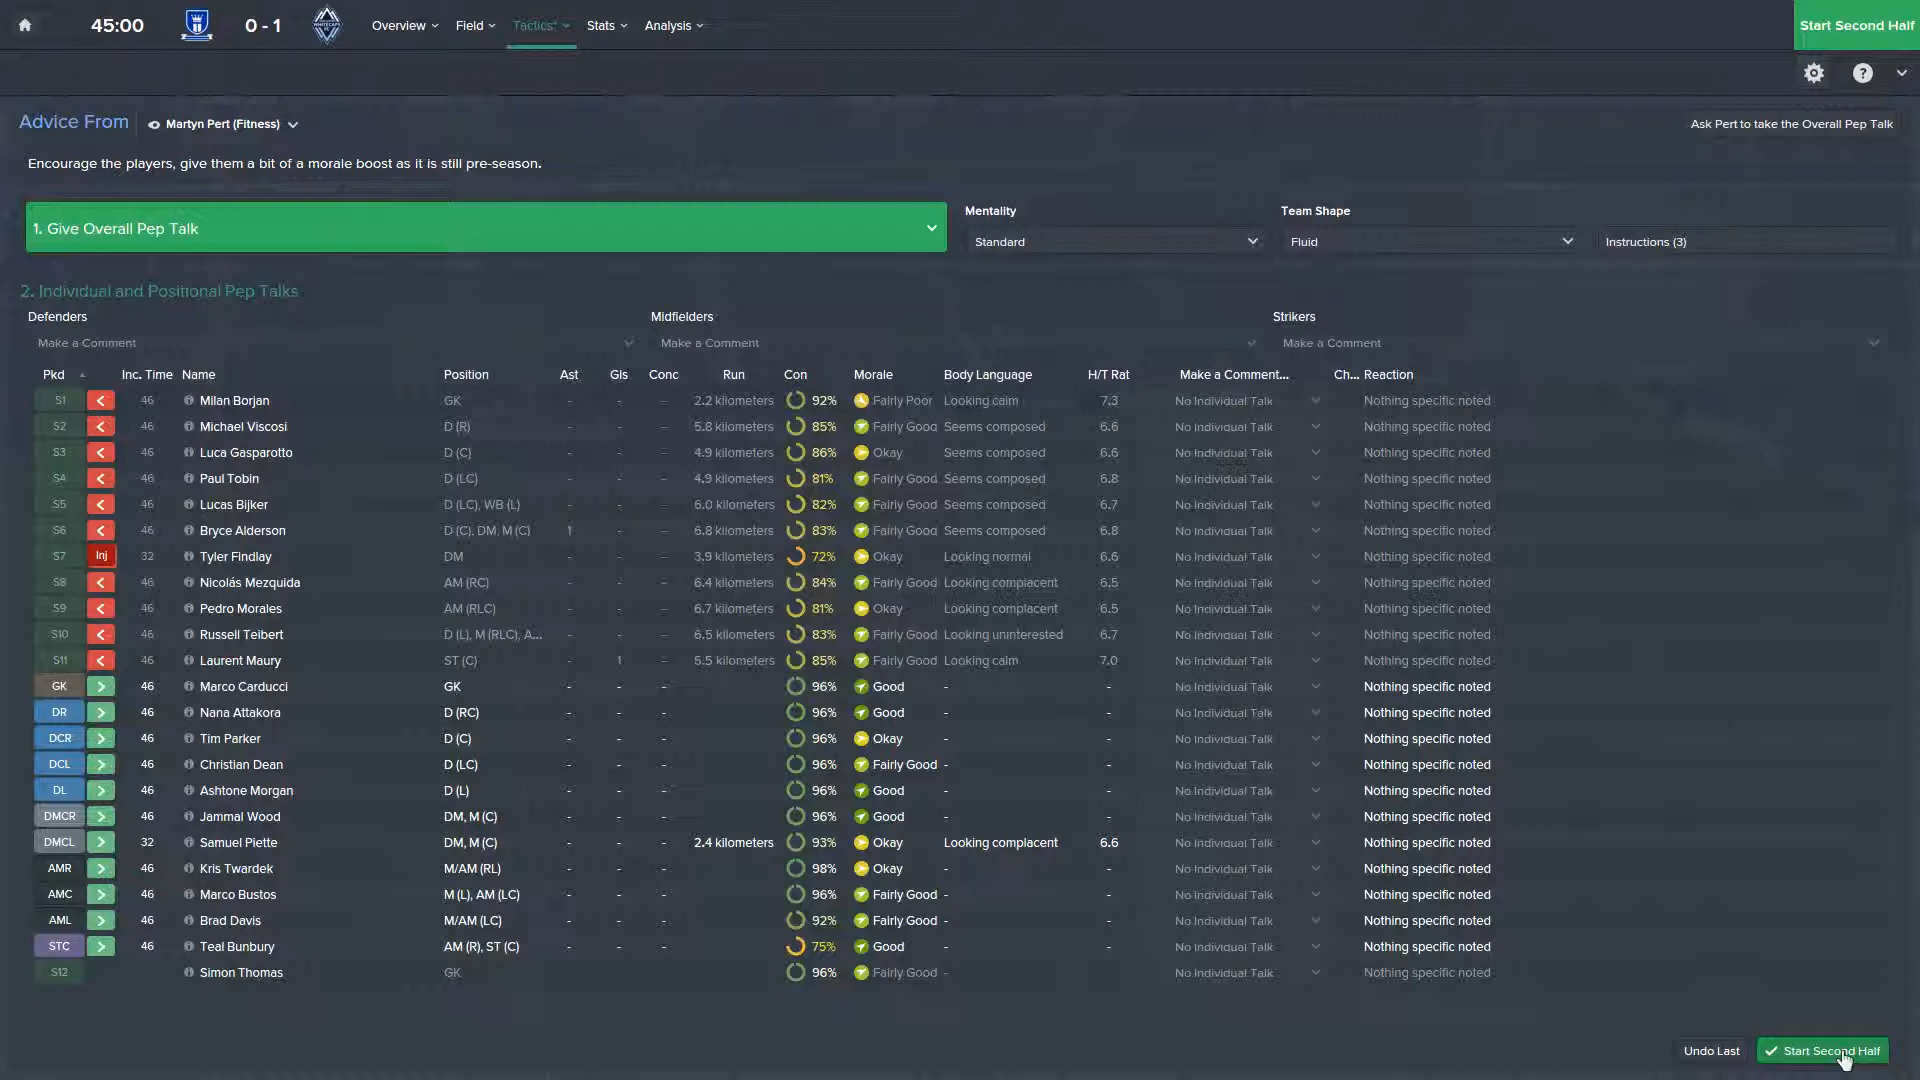 45:00 0 - 1 WHITECAPS FC Overview Field Tactics* Stats Analysis Start Second Half
?
Advice From Martyn Pert (Fitness) Ask Pert to take the Overall Pep Talk
Encourage the players, give them a bit of a morale boost as it is still pre-season.
Mentality Team Shape
1. Give Overall Pep Talk Standard Fluid Instructions (3)
2. Individual and Positional Pep Talks
Defenders Midfielders Strikers
Make a Comment Make a Comment Make a Comment
Pkd Inc. Time Name Position Ast Gls Conc Run Con Morale Body Language H/T Rat Make a Comment... Ch... Reaction
S1 < 46 Milan Borjan GK - - - 2.2 kilometers 92% Fairly Poor Looking calm 7.3 No Individual Talk Nothing specific noted
S2 < 46 Michael Viscosi D (R) - - - 5.8 kilometers 85% Fairly Good Seems composed 6.6 No Individual Talk Nothing specific noted
S3 < 46 Luca Gasparotto D (C) - - - 4.9 kilometers 86% Okay Seems composed 6.6 No Individual Talk Nothing specific noted
S4 < 46 Paul Tobin D (LC) - - - 4.9 kilometers 81% Fairly Good Seems composed 6.8 No Individual Talk Nothing specific noted
S5 < 46 Lucas Bijker D (LC), WB (L) - - - 6.0 kilometers 82% Fairly Good Seems composed 6.7 No Individual Talk Nothing specific noted
S6 < 46 Bryce Alderson D (C), DM, M (C) 1 - - 6.8 kilometers 83% Fairly Good Seems composed 6.8 No Individual Talk Nothing specific noted
S7 Inj 32 Tyler Findlay DM - - - 3.9 kilometers 72% Okay Looking normal 6.6 No Individual Talk Nothing specific noted
S8 < 46 Nicolás Mezquida AM (RC) - - - 6.4 kilometers 84% Fairly Good Looking complacent 6.5 No Individual Talk Nothing specific noted
S9 < 46 Pedro Morales AM (RLC) - - - 6.7 kilometers 81% Okay Looking complacent 6.5 No Individual Talk Nothing specific noted
S10 < 46 Russell Teibert D (L), M (RLC), A... - - - 6.5 kilometers 83% Fairly Good Looking uninterested 6.7 No Individual Talk Nothing specific noted
S11 < 46 Laurent Maury ST (C) - 1 - 5.5 kilometers 85% Fairly Good Looking calm 7.0 No Individual Talk Nothing specific noted
GK > 46 Marco Carducci GK - - - 96% Good - - No Individual Talk Nothing specific noted
DR > 46 Nana Attakora D (RC) - - - 96% Good - - No Individual Talk Nothing specific noted
DCR > 46 Tim Parker D (C) - - - 96% Okay - - No Individual Talk Nothing specific noted
DCL > 46 Christian Dean D (LC) - - - 96% Fairly Good - - No Individual Talk Nothing specific noted
DL > 46 Ashtone Morgan D (L) - - - 96% Good - - No Individual Talk Nothing specific noted
DMCR > 46 Jammal Wood DM, M (C) - - - 96% Good - - No Individual Talk Nothing specific noted
DMCL > 32 Samuel Piette DM, M (C) - - - 2.4 kilometers 93% Okay Looking complacent 6.6 No Individual Talk Nothing specific noted
AMR > 46 Kris Twardek M/AM (RL) - - - 98% Okay - - No Individual Talk Nothing specific noted
AMC > 46 Marco Bustos M (L), AM (LC) - - - 96% Fairly Good - - No Individual Talk Nothing specific noted
AML > 46 Brad Davis M/AM (LC) - - - 92% Fairly Good - - No Individual Talk Nothing specific noted
STC > 46 Teal Bunbury AM (R), ST (C) - - - 75% Good - - No Individual Talk Nothing specific noted
S12 Simon Thomas GK 96% Fairly Good - No Individual Talk Nothing specific noted
Undo Last Start Second Half